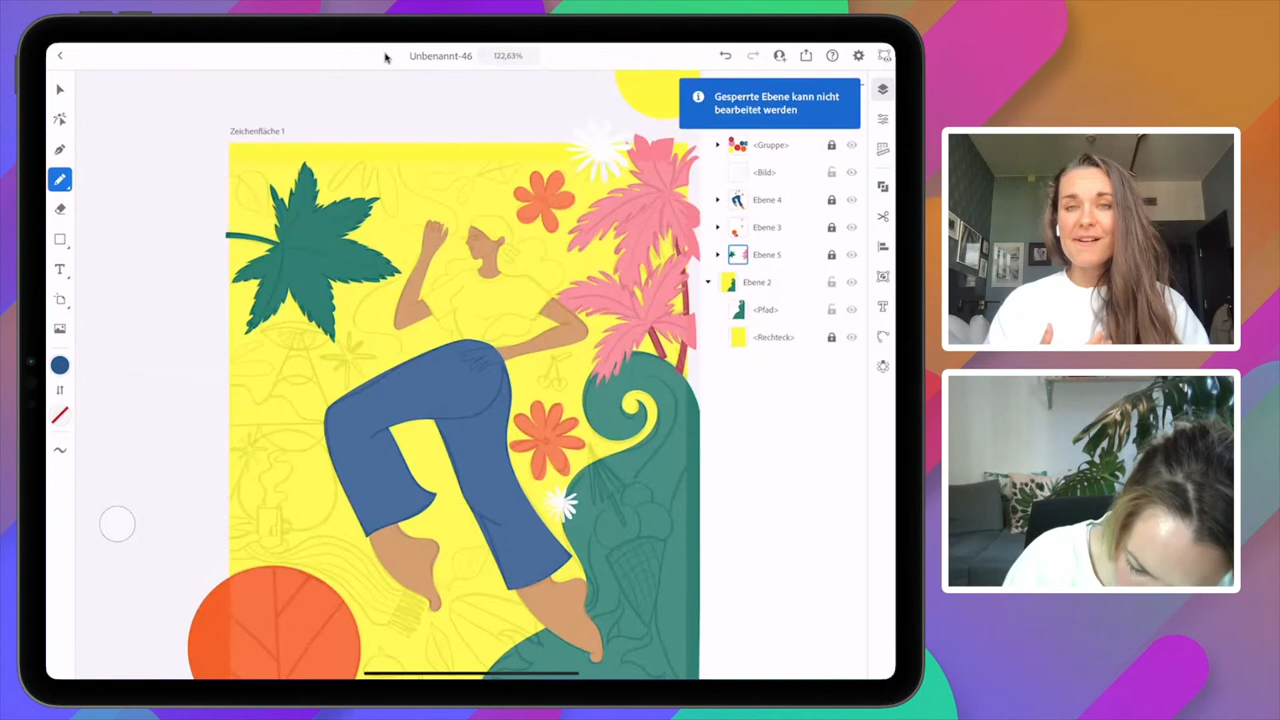 Unbenannt-46
122,63%
Gesperrte Ebene kann nicht
bearbeitet werden
Zeichenfläche 1
<Gruppe>
<Bild>
Ebene 4
Ebene 3
Ebene 5
Ebene 2
<Pfad>
<Rechteck>